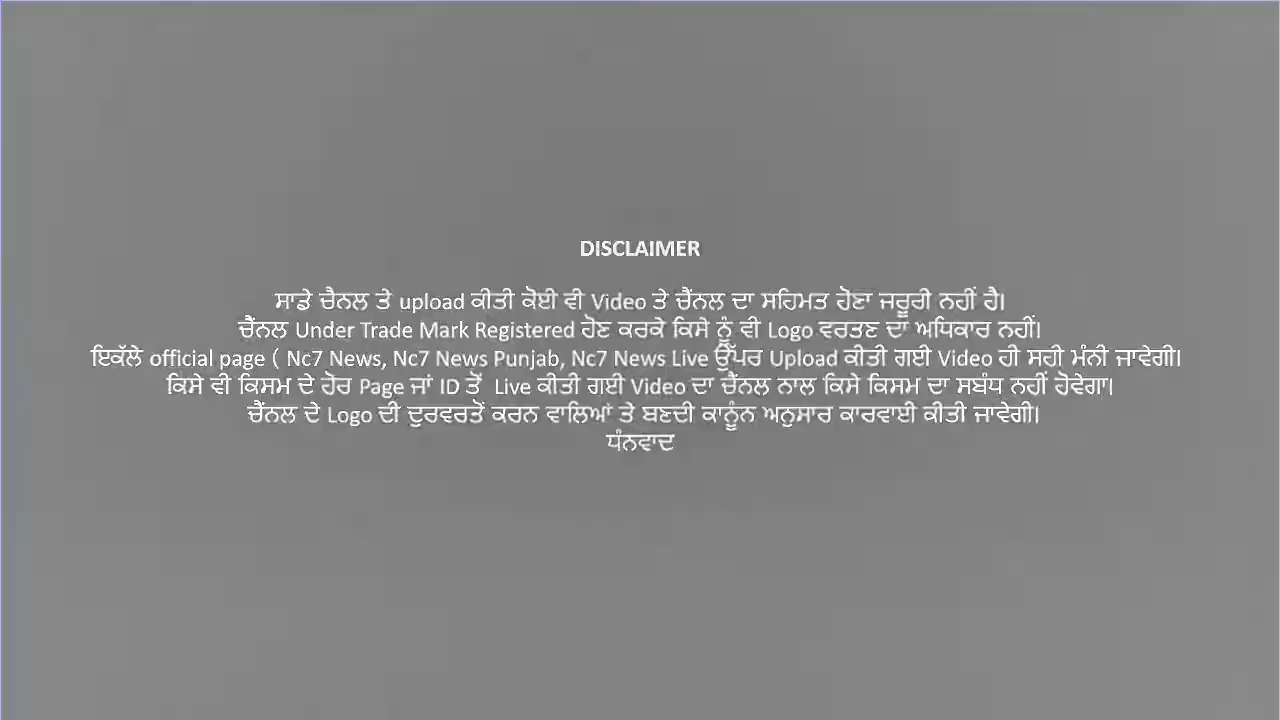 DISCLAIMER
ਸਾਡੇ ਚੈਨਲ ਤੇ upload ਕੀਤੀ ਕੋਈ ਵੀ Video ਤੇ ਚੈੱਨਲ ਦਾ ਸਹਿਮਤ ਹੋਣਾ ਜਰੂਰੀ ਨਹੀਂ ਹੈ।
ਚੈੱਨਲ Under Trade Mark Registered ਹੋਣ ਕਰਕੇ ਕਿਸੇ ਨੂੰ ਵੀ Logo ਵਰਤਣ ਦਾ ਅਧਿਕਾਰ ਨਹੀਂ।
ਇਕੱਲੇ official page ( Nc7 News, Nc7 News Punjab, Nc7 News Live ਉੱਪਰ Upload ਕੀਤੀ ਗਈ Video ਹੀ ਸਹੀ ਮੰਨੀ ਜਾਵੇਗੀ।
ਕਿਸੇ ਵੀ ਕਿਸਮ ਦੇ ਹੋਰ Page ਜਾਂ ID ਤੋਂ Live ਕੀਤੀ ਗਈ Video ਦਾ ਚੈੱਨਲ ਨਾਲ ਕਿਸੇ ਕਿਸਮ ਦਾ ਸਬੰਧ ਨਹੀਂ ਹੋਵੇਗਾ।
ਚੈੱਨਲ ਦੇ Logo ਦੀ ਦੁਰਵਰਤੋਂ ਕਰਨ ਵਾਲਿਆਂ ਤੇ ਬਣਦੀ ਕਾਨੂੰਨ ਅਨੁਸਾਰ ਕਾਰਵਾਈ ਕੀਤੀ ਜਾਵੇਗੀ।
ਧੰਨਵਾਦ